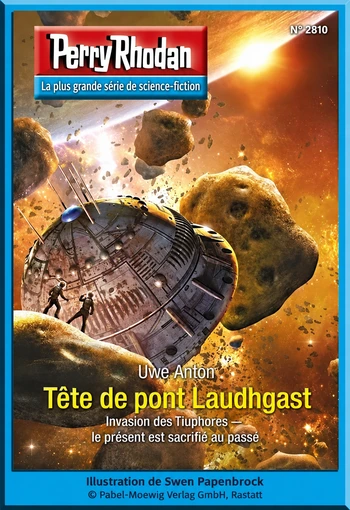 Perry Rhodan
N° 2810
La plus grande série de science-fiction
Uwe Anton
Tête de pont Laudhgast
Invasion des Tiuphores —
le présent est sacrifié au passé
Illustration de Swen Papenbrock
© Pabel-Moewig Verlag GmbH, Rastatt